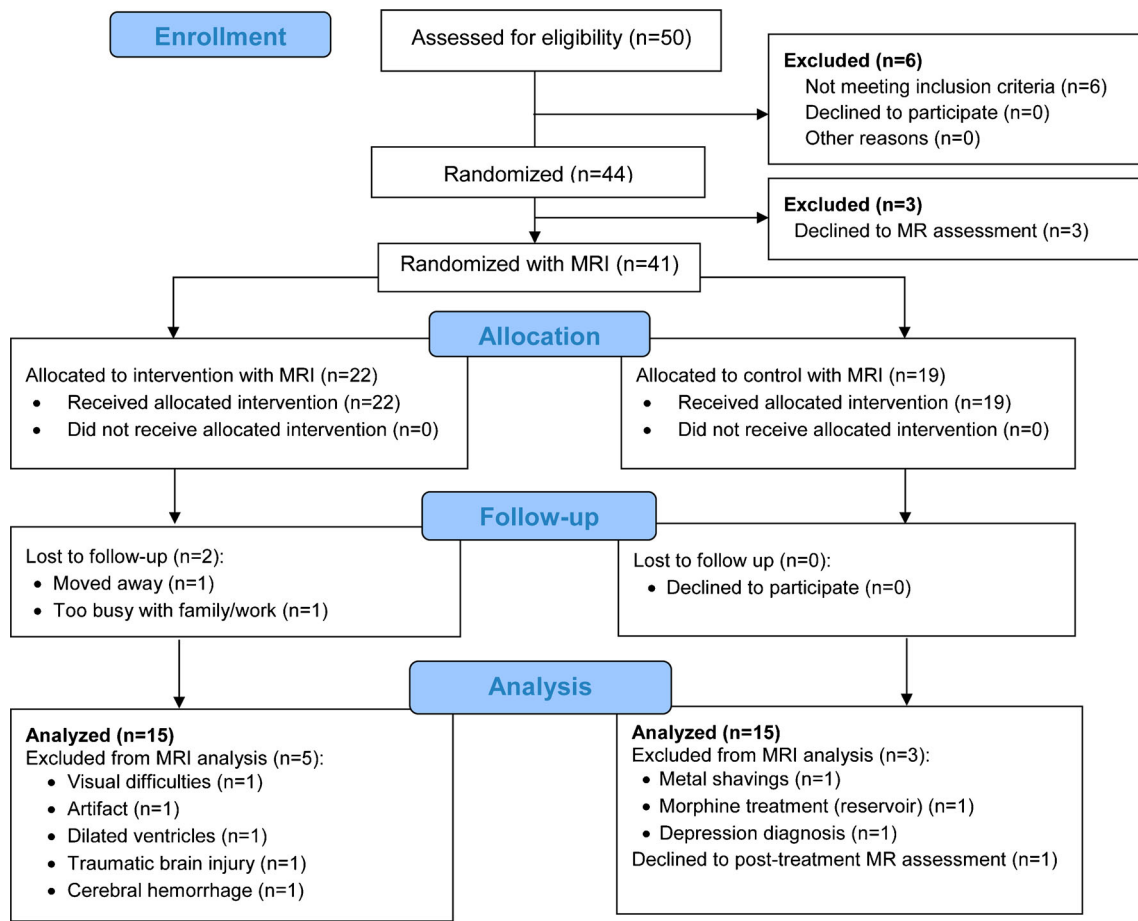 Enrollment
Assessed for eligibility (n=50)
Excluded (n=6)
Not meeting inclusion criteria (n=6)
Declined to participate (n=0)
Other reasons (n=0)
Randomized (n=44)
Excluded (n=3)
Declined to MR assessment (n=3)
Randomized with MRI (n=41)
Allocation
Allocated to intervention with MRI (n=22)
• Received allocated intervention (n=22)
• Did not receive allocated intervention (n=0)
Allocated to control with MRI (n=19)
• Received allocated intervention (n=19)
• Did not receive allocated intervention (n=0)
Follow-up
Lost to follow-up (n=2):
• Moved away (n=1)
• Too busy with family/work (n=1)
Lost to follow up (n=0):
• Declined to participate (n=0)
Analysis
Analyzed (n=15)
Excluded from MRI analysis (n=5):
• Visual difficulties (n=1)
• Artifact (n=1)
• Dilated ventricles (n=1)
• Traumatic brain injury (n=1)
• Cerebral hemorrhage (n=1)
Analyzed (n=15)
Excluded from MRI analysis (n=3):
• Metal shavings (n=1)
• Morphine treatment (reservoir) (n=1)
• Depression diagnosis (n=1)
Declined to post-treatment MR assessment (n=1)